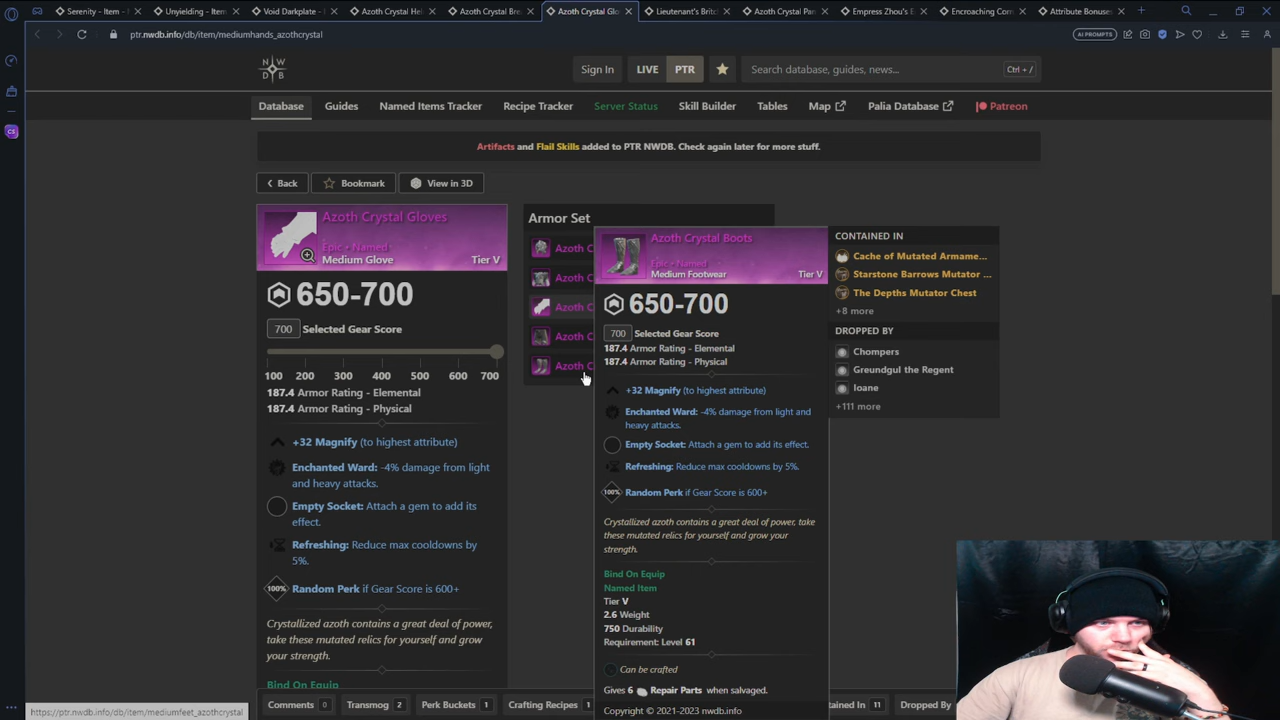 Serenity - Item -
Unyielding - Item
Void Darkplate -
Azoth Crystal He
Azoth Crystal Bre
Azoth Crystal Glo
Lieutenant's Britc
Azoth Crystal Pan
Empress Zhou's B
Encroaching Corr
Attribute Bonuses
ptr.nwdb.info/db/item/mediumhands_azothcrystal
AI PROMPTS
CS
N W
D B
Sign In
LIVE
PTR
Search database, guides, news...
Ctrl + /
Database
Guides
Named Items Tracker
Recipe Tracker
Server Status
Skill Builder
Tables
Map
Palia Database
Patreon
Artifacts and Flail Skills added to PTR NWDB. Check again later for more stuff.
Back
Bookmark
View in 3D
Azoth Crystal Gloves
Epic • Named
Medium Glove
Tier V
650-700
700 Selected Gear Score
100 200 300 400 500 600 700
187.4 Armor Rating - Elemental
187.4 Armor Rating - Physical
+32 Magnify (to highest attribute)
Enchanted Ward: -4% damage from light
and heavy attacks.
Empty Socket: Attach a gem to add its
effect.
Refreshing: Reduce max cooldowns by
5%.
100% Random Perk if Gear Score is 600+
Crystallized azoth contains a great deal of power,
take these mutated relics for yourself and grow
your strength.
Bind On Equip
Armor Set
Azoth C
Azoth C
Azoth C
Azoth C
Azoth C
Azoth Crystal Boots
Epic • Named
Medium Footwear
Tier V
650-700
700 Selected Gear Score
187.4 Armor Rating - Elemental
187.4 Armor Rating - Physical
+32 Magnify (to highest attribute)
Enchanted Ward: -4% damage from light and
heavy attacks.
Empty Socket: Attach a gem to add its effect.
Refreshing: Reduce max cooldowns by 5%.
100% Random Perk if Gear Score is 600+
Crystallized azoth contains a great deal of power, take
these mutated relics for yourself and grow your
strength.
Bind On Equip
Named Item
Tier V
2.6 Weight
750 Durability
Requirement: Level 61
Can be crafted
Gives 6 Repair Parts when salvaged.
Copyright © 2021-2023 nwdb.info
CONTAINED IN
Cache of Mutated Armame...
Starstone Barrows Mutator ...
The Depths Mutator Chest
+8 more
DROPPED BY
Chompers
Greundgul the Regent
Ioane
+111 more
https://ptr.nwdb.info/db/item/mediumfeet_azothcrystal
Comments 0
Transmog 2
Perk Buckets 1
Crafting Recipes 1
tained In 11
Dropped By